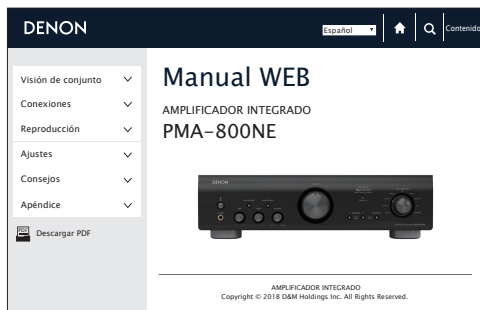 DENON
Español
Contenido
Visión de conjunto
Conexiones
Reproducción
Ajustes
Consejos
Apéndice
Descargar PDF
Manual WEB
AMPLIFICADOR INTEGRADO
PMA-800NE
DENON
AMPLIFICADOR INTEGRADO
Copyright © 2018 D&M Holdings Inc. All Rights Reserved.